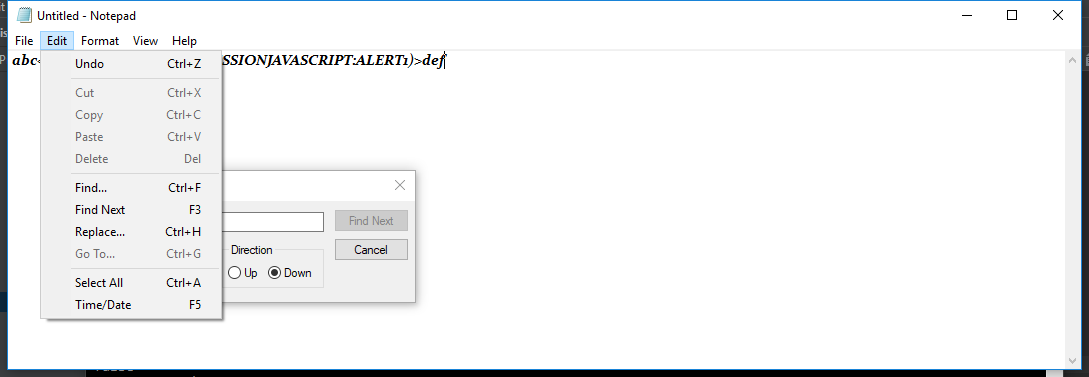 Untitled - Notepad
File Edit Format View Help
abc< SSIONJAVASCRIPT:ALERT1)>def
Undo Ctrl+Z
Cut Ctrl+X
Copy Ctrl+C
Paste Ctrl+V
Delete Del
Find... Ctrl+F
Find Next F3
Replace... Ctrl+H
Go To... Ctrl+G
Select All Ctrl+A
Time/Date F5
Find Next
Cancel
Direction
Up Down